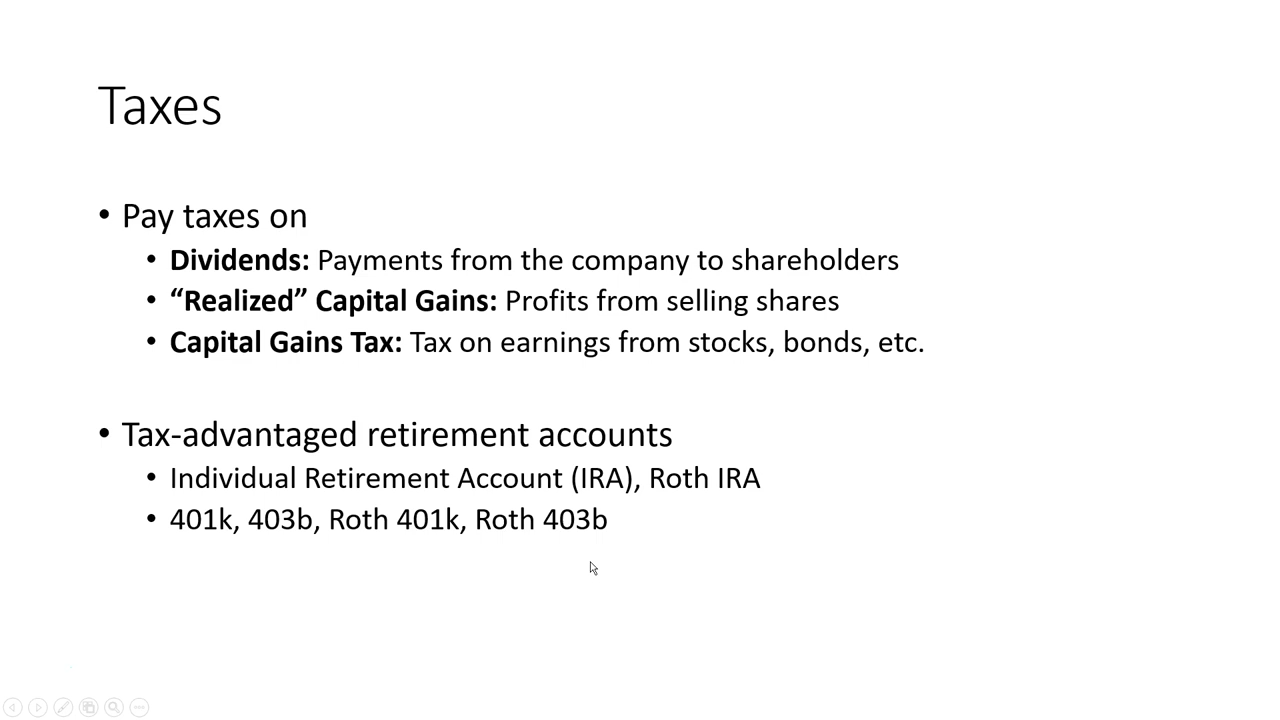 Taxes
• Pay taxes on
• Dividends: Payments from the company to shareholders
• “Realized” Capital Gains: Profits from selling shares
• Capital Gains Tax: Tax on earnings from stocks, bonds, etc.
• Tax-advantaged retirement accounts
• Individual Retirement Account (IRA), Roth IRA
• 401k, 403b, Roth 401k, Roth 403b